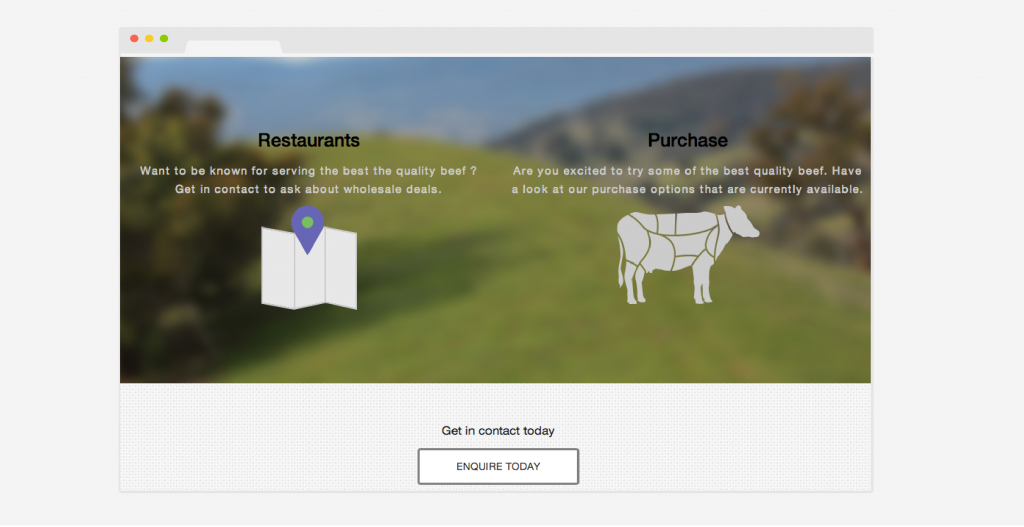 Restaurants
Want to be known for serving the best the quality beef ?
Get in contact to ask about wholesale deals.
Purchase
Are you excited to try some of the best quality beef. Have
a look at our purchase options that are currently available.
Get in contact today
ENQUIRE TODAY